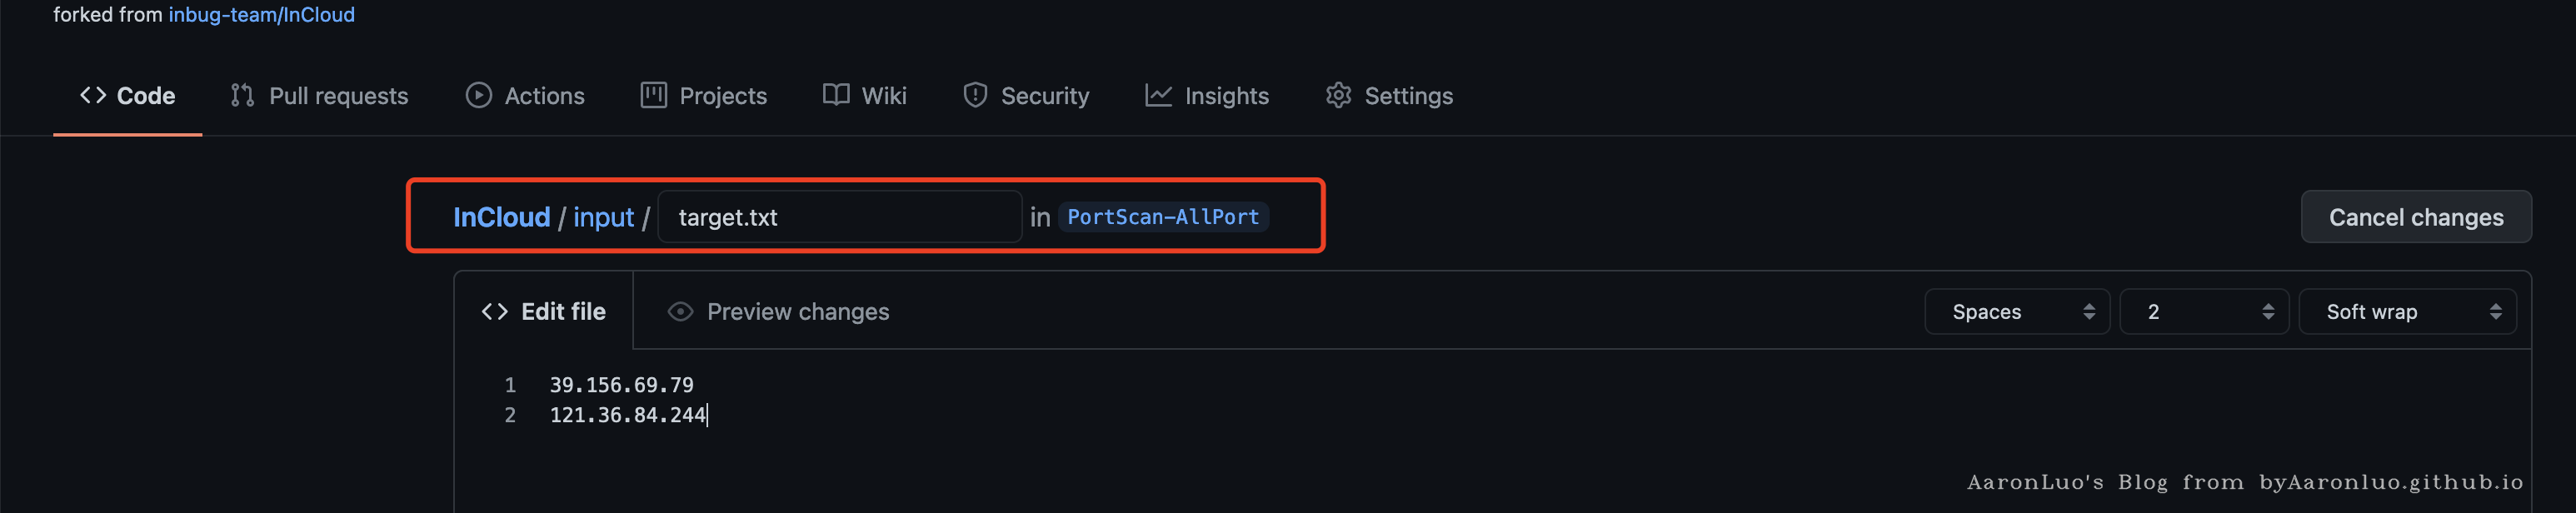 forked from inbug-team/InCloud
Code Pull requests Actions Projects Wiki Security Insights Settings
InCloud / input / target.txt in PortScan-AllPort Cancel changes
Edit file Preview changes Spaces 2 Soft wrap
1 39.156.69.79
2 121.36.84.244
AaronLuo's Blog from byAaronluo.github.io